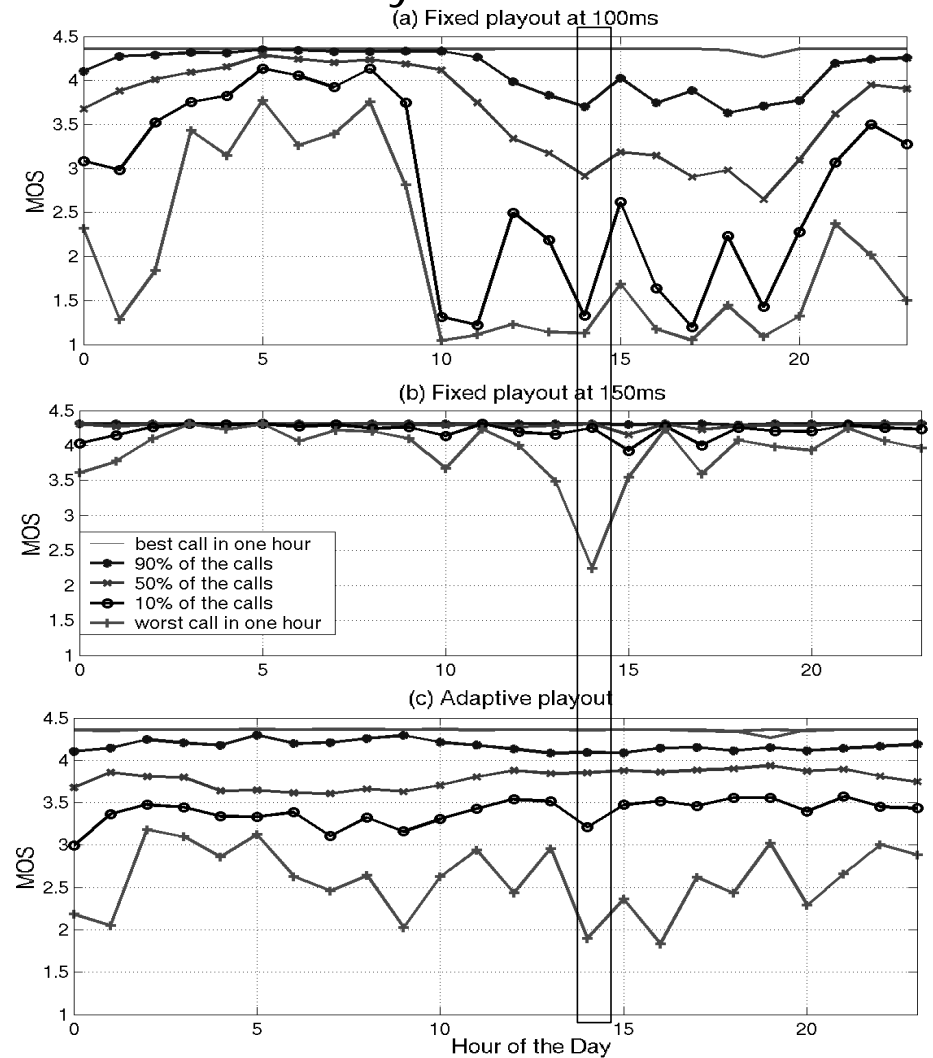 y
(a) Fixed playout at 100ms
4.5
4
3.5
3
2.5
2
1.5
1
MOS
0 5 10 15 20
(b) Fixed playout at 150ms
4.5
4
3.5
3
2.5
2
1.5
1
MOS
best call in one hour
90% of the calls
50% of the calls
10% of the calls
worst call in one hour
0 5 10 15 20
(c) Adaptive playout
4.5
4
3.5
3
2.5
2
1.5
1
MOS
0 5 10 15 20
Hour of the Day